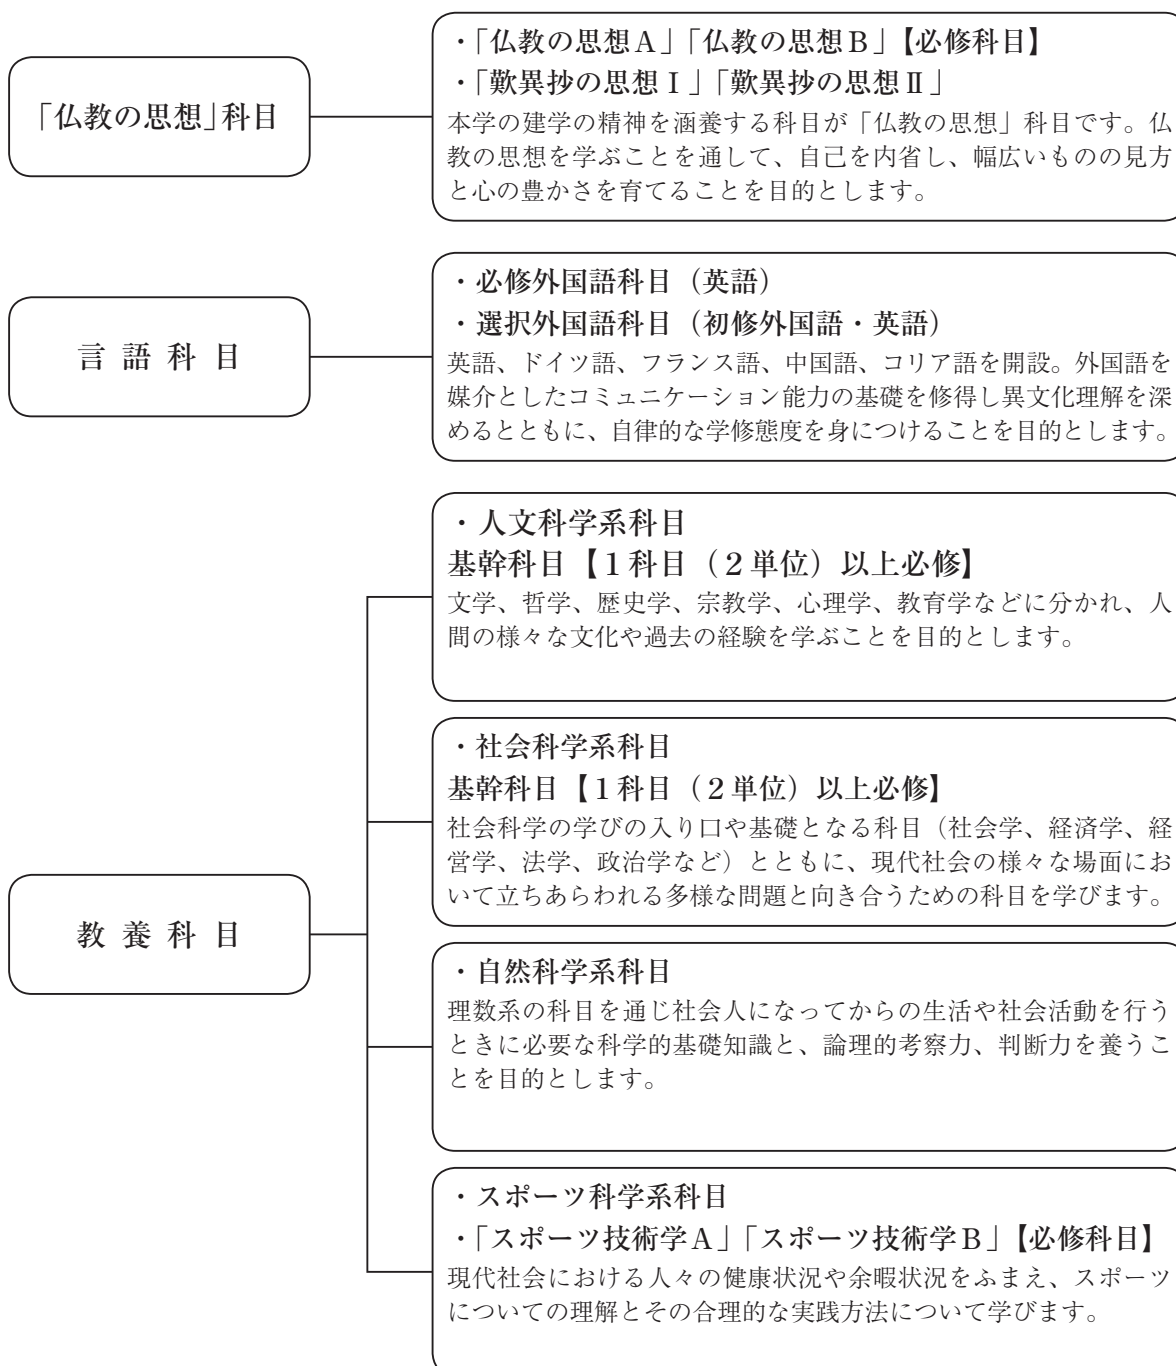 「仏教の思想」科目
・「仏教の思想A」「仏教の思想B」【必修科目】
・「歎異抄の思想Ⅰ」「歎異抄の思想Ⅱ」
本学の建学の精神を涵養する科目が「仏教の思想」科目です。仏
教の思想を学ぶことを通して、自己を内省し、幅広いものの見方
と心の豊かさを育てることを目的とします。
言語科目
・必修外国語科目（英語）
・選択外国語科目（初修外国語・英語）
英語、ドイツ語、フランス語、中国語、コリア語を開設。外国語を
媒介としたコミュニケーション能力の基礎を修得し異文化理解を深
めるとともに、自律的な学修態度を身につけることを目的とします。
教養科目
・人文科学系科目
基幹科目【１科目（２単位）以上必修】
文学、哲学、歴史学、宗教学、心理学、教育学などに分かれ、人
間の様々な文化や過去の経験を学ぶことを目的とします。
・社会科学系科目
基幹科目【１科目（２単位）以上必修】
社会科学の学びの入り口や基礎となる科目（社会学、経済学、経
営学、法学、政治学など）とともに、現代社会の様々な場面にお
いて立ちあらわれる多様な問題と向き合うための科目を学びます。
・自然科学系科目
理数系の科目を通じ社会人になってからの生活や社会活動を行う
ときに必要な科学的基礎知識と、論理的考察力、判断力を養うこ
とを目的とします。
・スポーツ科学系科目
・「スポーツ技術学A」「スポーツ技術学B」【必修科目】
現代社会における人々の健康状況や余暇状況をふまえ、スポーツ
についての理解とその合理的な実践方法について学びます。